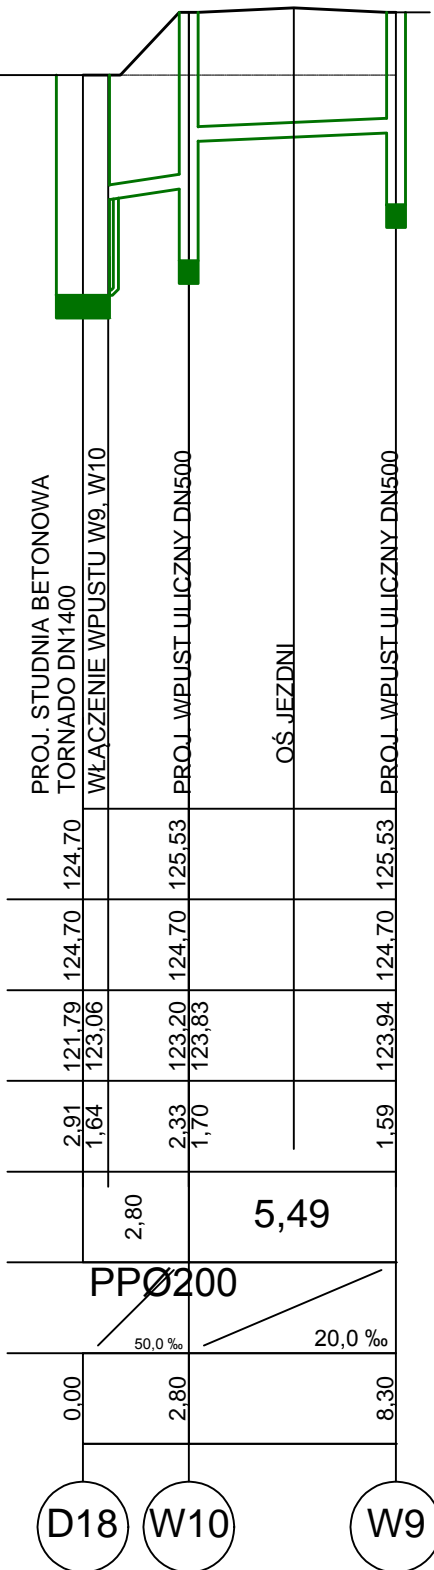 PROJ. STUDNIA BETONOWA
TORNADO DN1400
WŁĄCZENIE WPUSTU W9, W10
PROJ. WPUST ULICZNY DN500
OŚ JEZDNI
PROJ. WPUST ULICZNY DN500
124,70 125,53 125,53
124,70 124,70 124,70
121,79 123,06 123,20 123,83 123,94
2,91 1,64 2,33 1,70 1,59
2,80 5,49
PPØ200
50,0 ‰ 20,0 ‰
0,00 2,80 8,30
D18 W10 W9